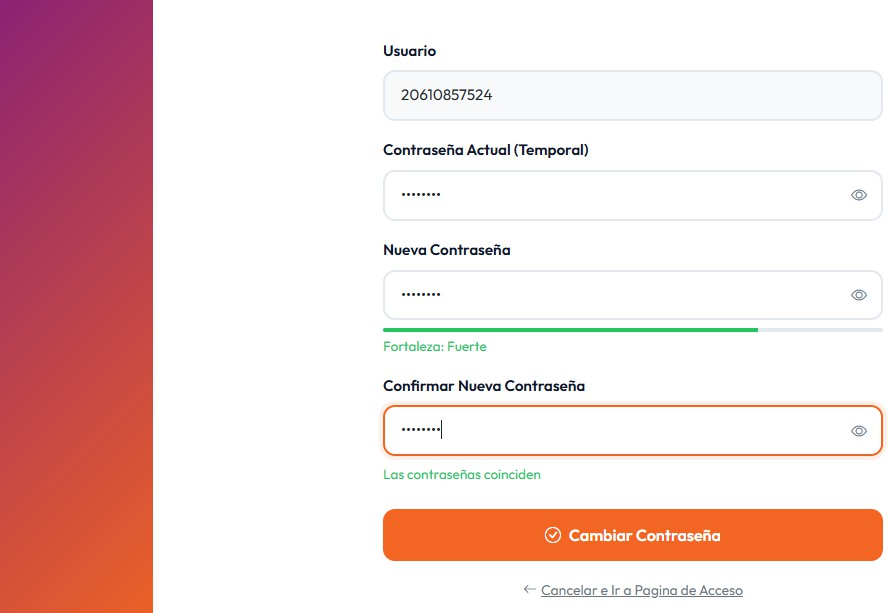 Usuario
20610857524
Contraseña Actual (Temporal)
••••••••
Nueva Contraseña
••••••••
Fortaleza: Fuerte
Confirmar Nueva Contraseña
••••••••
Las contraseñas coinciden
Cambiar Contraseña
← Cancelar e Ir a Pagina de Acceso